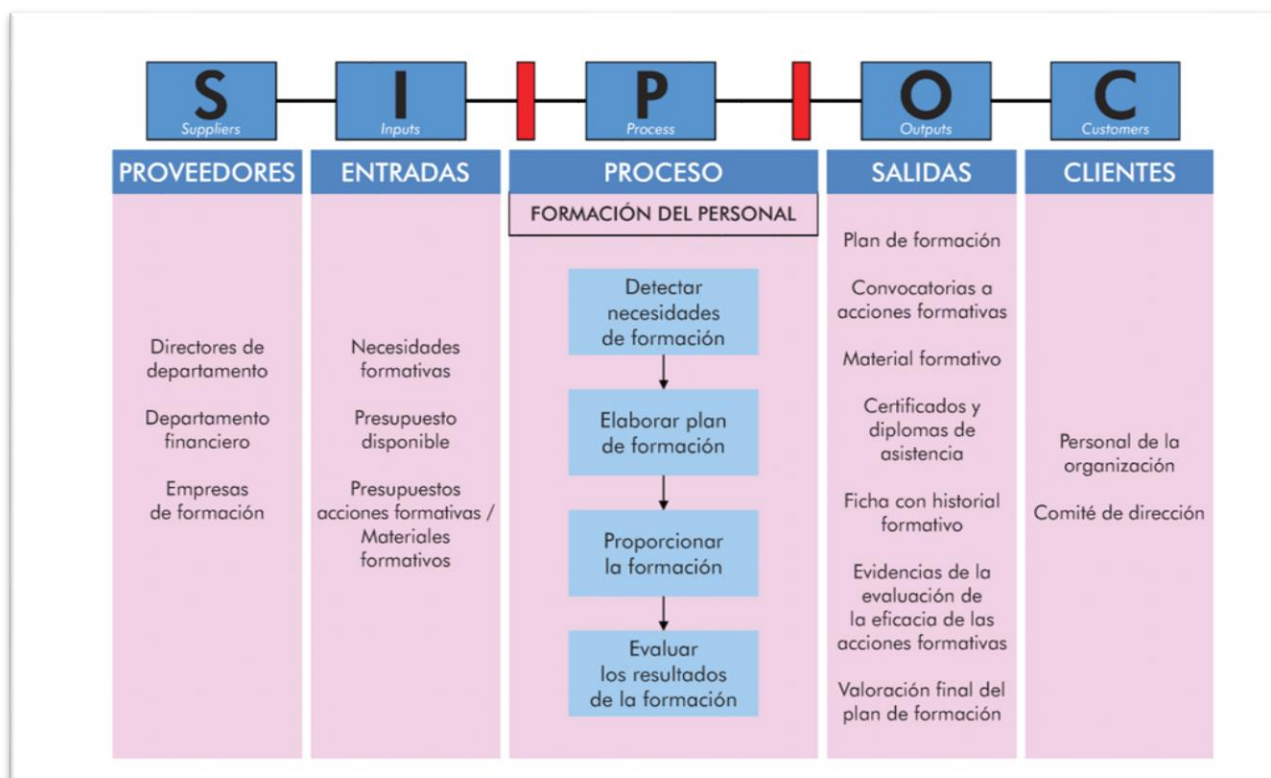 S
Suppliers
I
Inputs
P
Process
O
Outputs
C
Customers
PROVEEDORES
Directores de
departamento
Departamento
financiero
Empresas
de formación
ENTRADAS
Necesidades
formativas
Presupuesto
disponible
Presupuestos
acciones formativas /
Materiales
formativos
PROCESO
FORMACIÓN DEL PERSONAL
Detectar
necesidades
de formación
Elaborar plan
de formación
Proporcionar
la formación
Evaluar
los resultados
de la formación
SALIDAS
Plan de formación
Convocatorias a
acciones formativas
Material formativo
Certificados y
diplomas de
asistencia
Ficha con historial
formativo
Evidencias de la
evaluación de
la eficacia de las
acciones formativas
Valoración final del
plan de formación
CLIENTES
Personal de la
organización
Comité de dirección